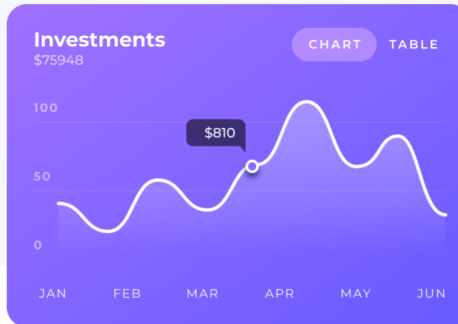 Investments
$75948
CHART TABLE
100
$810
50
0
JAN FEB MAR APR MAY JUN